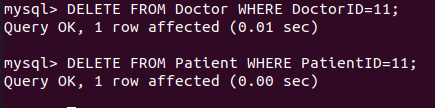 mysql> DELETE FROM Doctor WHERE DoctorID=11;
Query OK, 1 row affected (0.01 sec)
mysql> DELETE FROM Patient WHERE PatientID=11;
Query OK, 1 row affected (0.00 sec)